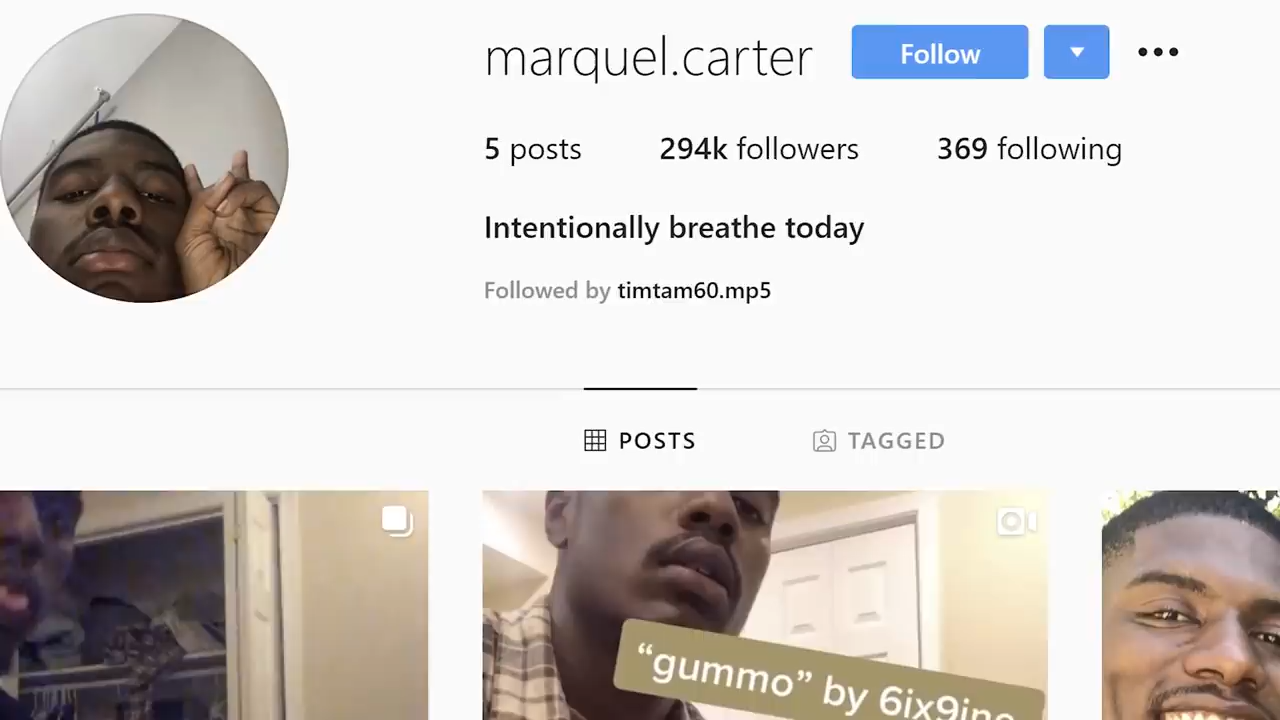 marquel.carter Follow
5 posts 294k followers 369 following
Intentionally breathe today
Followed by timtam60.mp5
POSTS TAGGED
“gummo” by 6ix9ine